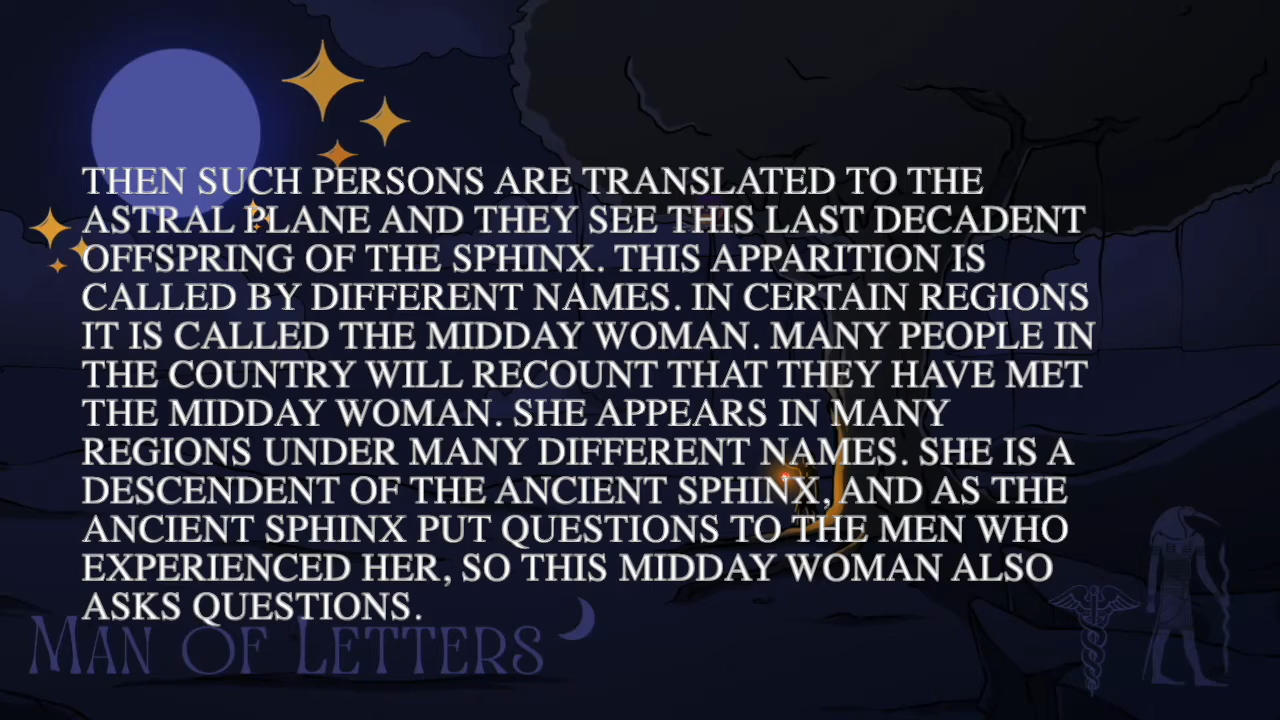 THEN SUCH PERSONS ARE TRANSLATED TO THE
ASTRAL PLANE AND THEY SEE THIS LAST DECADENT
OFFSPRING OF THE SPHINX. THIS APPARITION IS
CALLED BY DIFFERENT NAMES. IN CERTAIN REGIONS
IT IS CALLED THE MIDDAY WOMAN. MANY PEOPLE IN
THE COUNTRY WILL RECOUNT THAT THEY HAVE MET
THE MIDDAY WOMAN. SHE APPEARS IN MANY
REGIONS UNDER MANY DIFFERENT NAMES. SHE IS A
DESCENDENT OF THE ANCIENT SPHINX, AND AS THE
ANCIENT SPHINX PUT QUESTIONS TO THE MEN WHO
EXPERIENCED HER, SO THIS MIDDAY WOMAN ALSO
ASKS QUESTIONS.
MAN OF LETTERS